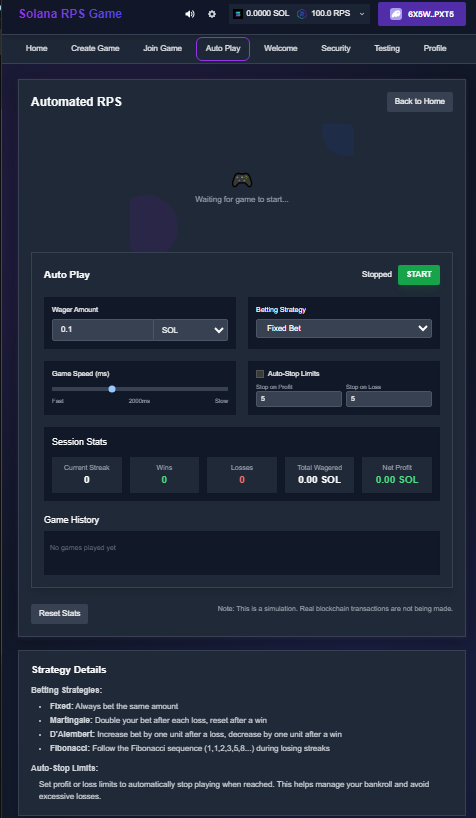 Solana RPS Game
0.0000 SOL
100.0 RPS
6X5W..PXT5
Home
Create Game
Join Game
Auto Play
Welcome
Security
Testing
Profile
Automated RPS
Back to Home
Waiting for game to start...
Auto Play
Stopped
START
Wager Amount
0.1
SOL
Betting Strategy
Fixed Bet
Game Speed (ms)
Fast
2000ms
Slow
Auto-Stop Limits
Stop on Profit
Stop on Loss
5
5
Session Stats
Current Streak
0
Wins
0
Losses
0
Total Wagered
0.00 SOL
Net Profit
0.00 SOL
Game History
No games played yet
Reset Stats
Note: This is a simulation. Real blockchain transactions are not being made.
Strategy Details
Betting Strategies:
• Fixed: Always bet the same amount
• Martingale: Double your bet after each loss, reset after a win
• D'Alembert: Increase bet by one unit after a loss, decrease by one unit after a win
• Fibonacci: Follow the Fibonacci sequence (1,1,2,3,5,8...) during losing streaks
Auto-Stop Limits:
Set profit or loss limits to automatically stop playing when reached. This helps manage your bankroll and avoid
excessive losses.